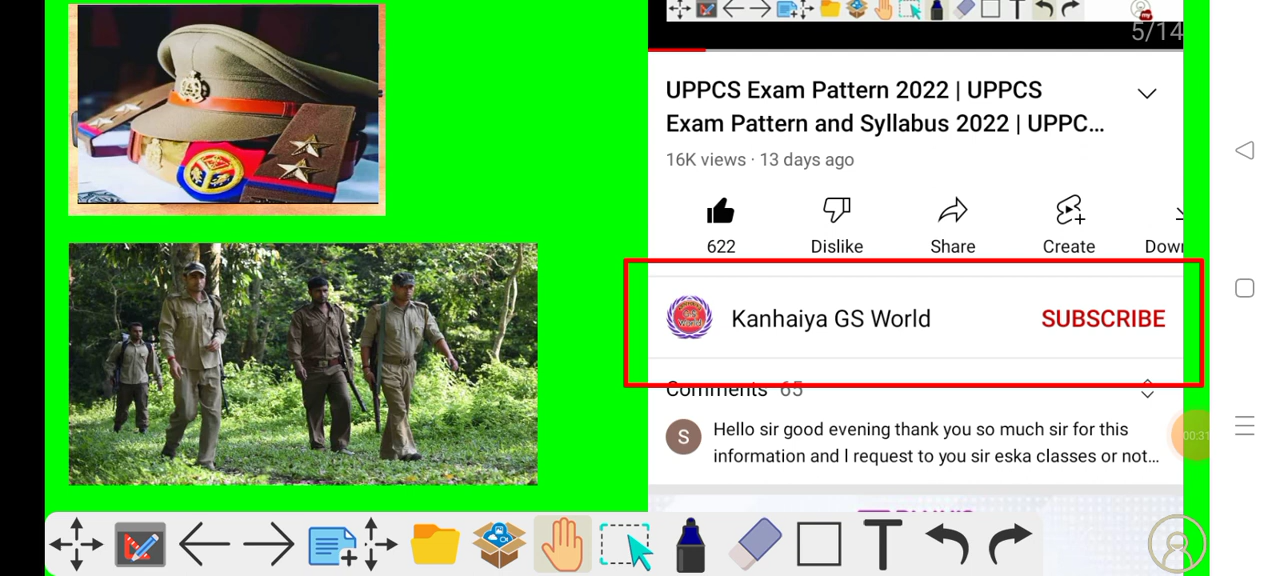 5/14
UPPCS Exam Pattern 2022 | UPPCS
Exam Pattern and Syllabus 2022 | UPPC...
16K views · 13 days ago
622
Dislike
Share
Create
Kanhaiya GS World
SUBSCRIBE
Comments 65
S
Hello sir good evening thank you so much sir for this
information and I request to you sir eska classes or not...
00:31
T